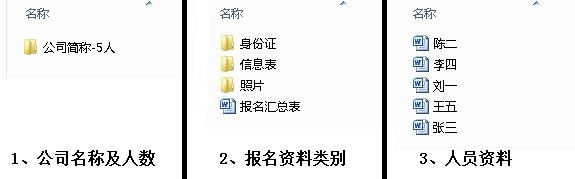 名称
公司简称-5人
1、公司名称及人数
名称
身份证
信息表
照片
报名汇总表
2、报名资料类别
名称
陈二
李四
刘一
王五
张三
3、人员资料